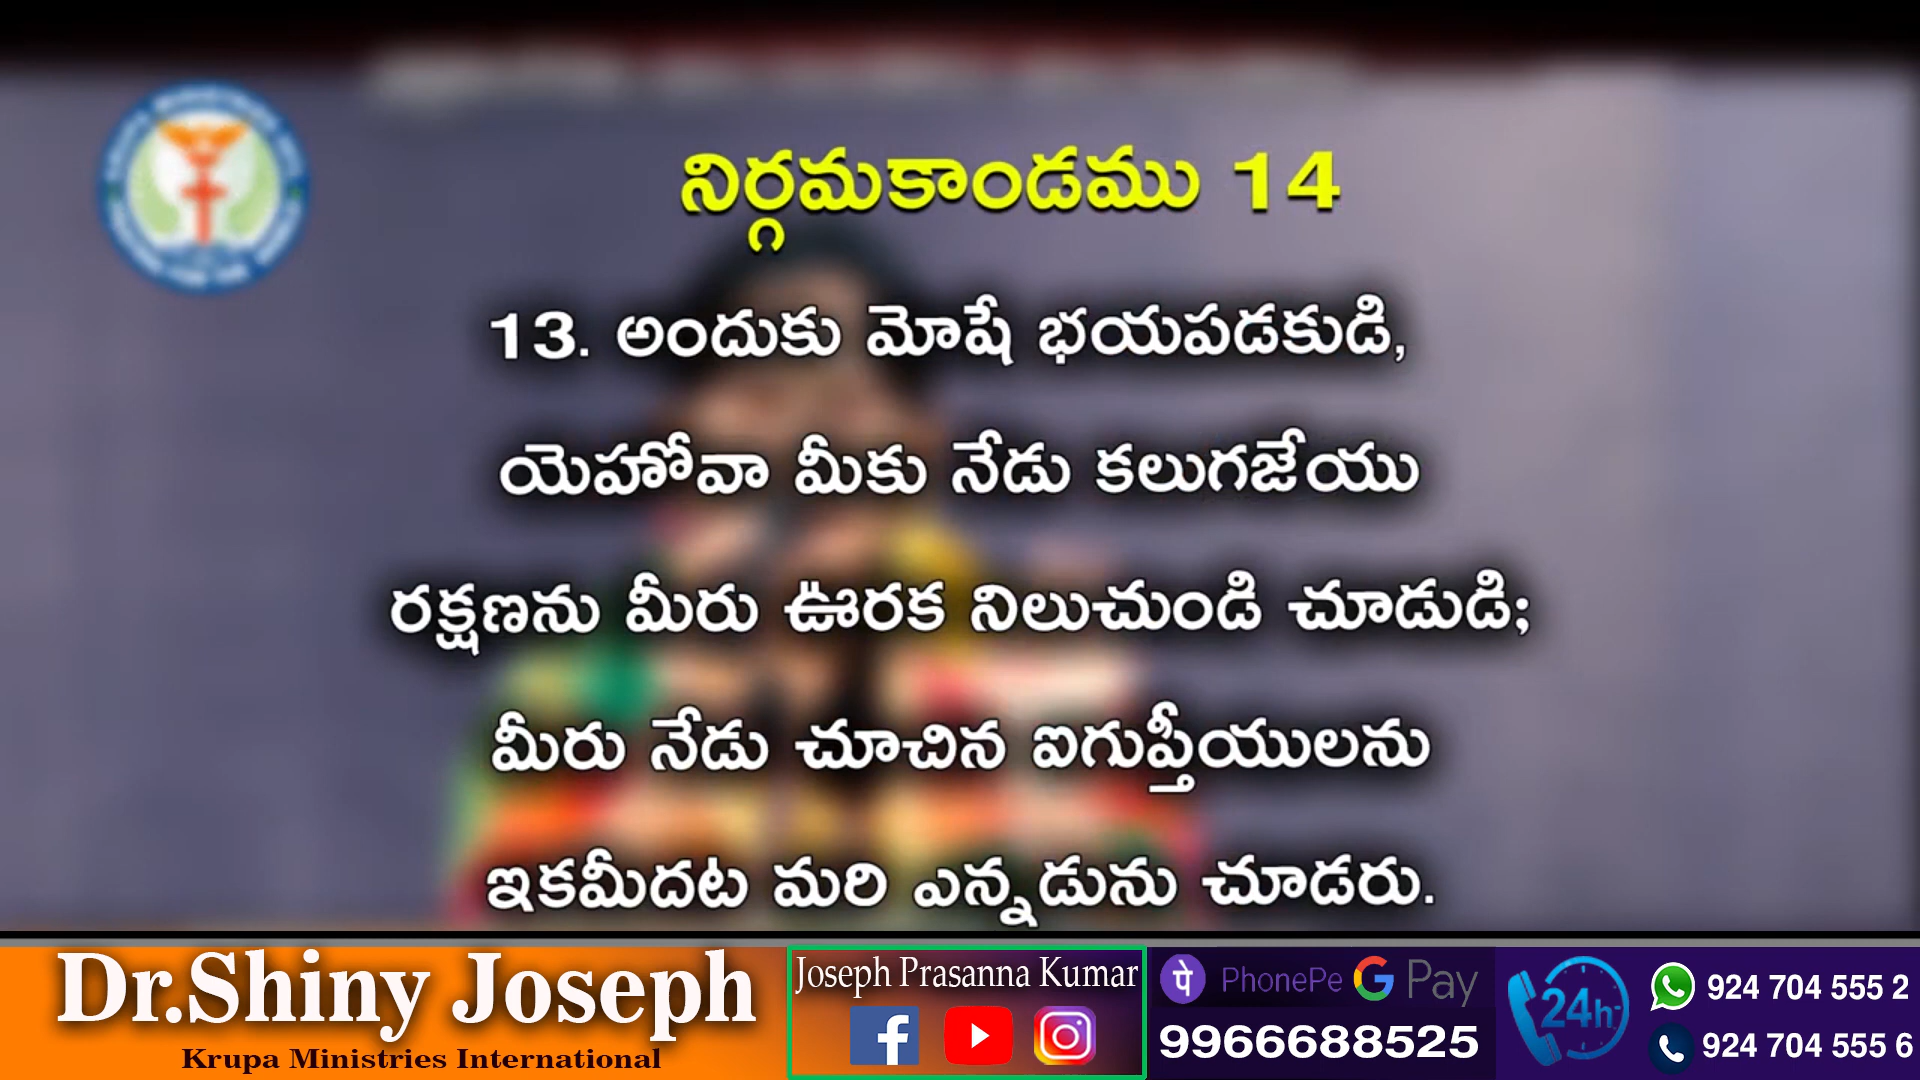 నిర్గమకాండము 14
13. అందుకు మోషే భయపడకుడి,
యెహోవా మీకు నేడు కలుగజేయు
రక్షణను మీరు ఊరక నిలుచుండి చూడుడి;
మీరు నేడు చూచిన ఐగుప్తీయులను
ఇకమీదట మరి ఎన్నడును చూడరు.
Dr.Shiny Joseph
Krupa Ministries International
Joseph Prasanna Kumar
PhonePe G Pay
9966688525
24h
924 704 555 2
924 704 555 6